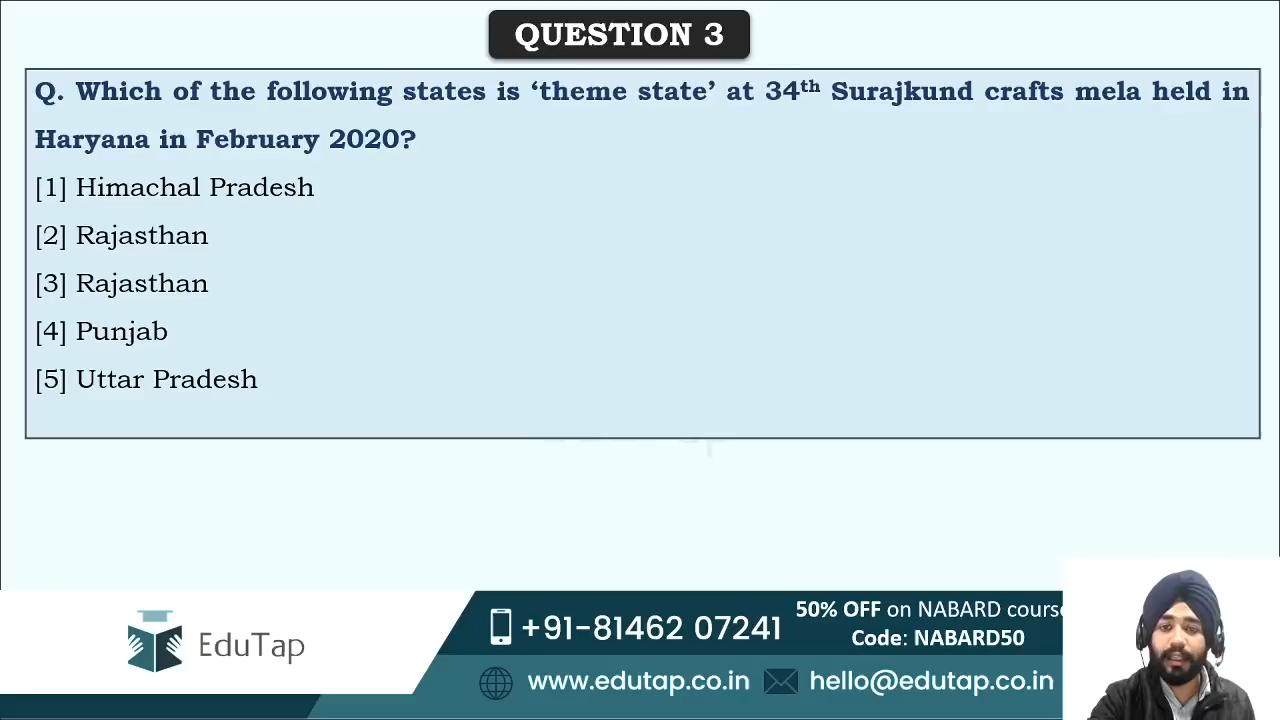 QUESTION 3
Q. Which of the following states is ‘theme state’ at 34th Surajkund crafts mela held in
Haryana in February 2020?
[1] Himachal Pradesh
[2] Rajasthan
[3] Rajasthan
[4] Punjab
[5] Uttar Pradesh
EduTap
+91-81462 07241
50% OFF on NABARD course
Code: NABARD50
www.edutap.co.in
hello@edutap.co.in